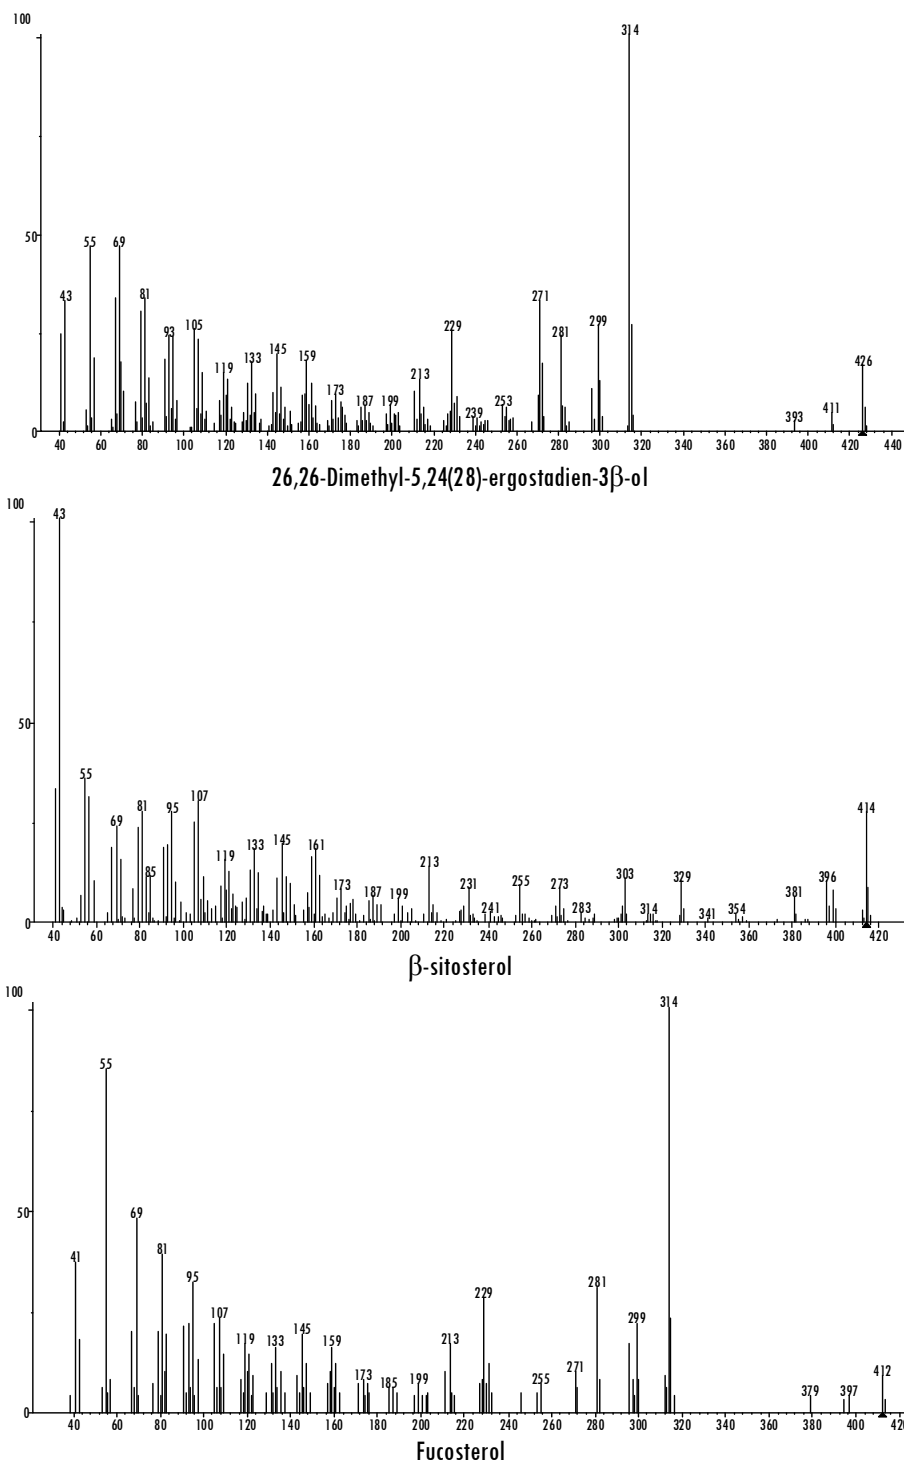 100
314
50
55 69
43 81 271
93 105 145 229 281 299
119 133 159 213 426
173 187 199 239 253 393 411
0
40 60 80 100 120 140 160 180 200 220 240 260 280 300 320 340 360 380 400 420 440
26,26-Dimethyl-5,24(28)-ergostadien-3β-ol
100
43
50
55
69 81 95 107
85 119 133 145 161 213 414
173 187 199 231 241 255 273 283 303 314 329 341 354 381 396
0
40 60 80 100 120 140 160 180 200 220 240 260 280 300 320 340 360 380 400 420
β-sitosterol
100
314
55
50
69
41 81
95 229 281
107 119 133 145 159 213 299
173 185 199 255 271 379 397 412
0
40 60 80 100 120 140 160 180 200 220 240 260 280 300 320 340 360 380 400 420
Fucosterol